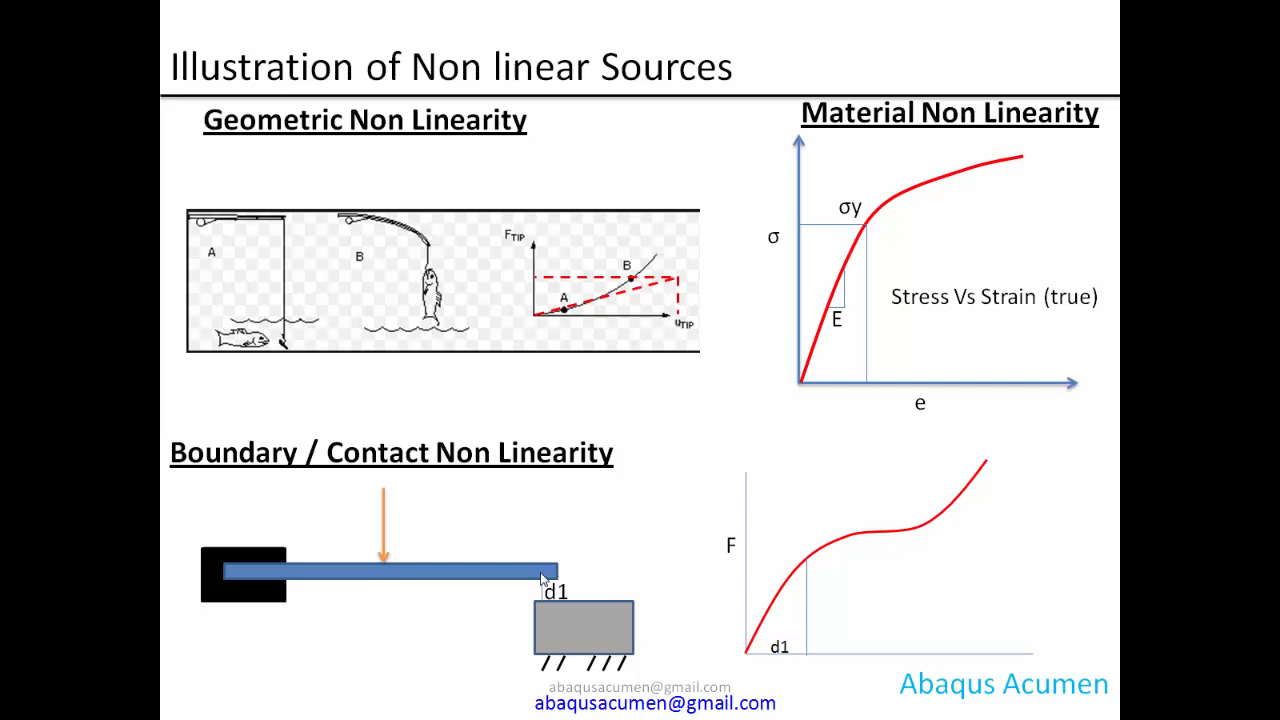 Illustration of Non linear Sources
Geometric Non Linearity
Material Non Linearity
A
B
FTIP
A
B
uTIP
σy
σ
E
Stress Vs Strain (true)
e
Boundary / Contact Non Linearity
d1
F
d1
Abaqus Acumen
abaqusacumen@gmail.com
abaqusacumen@gmail.com